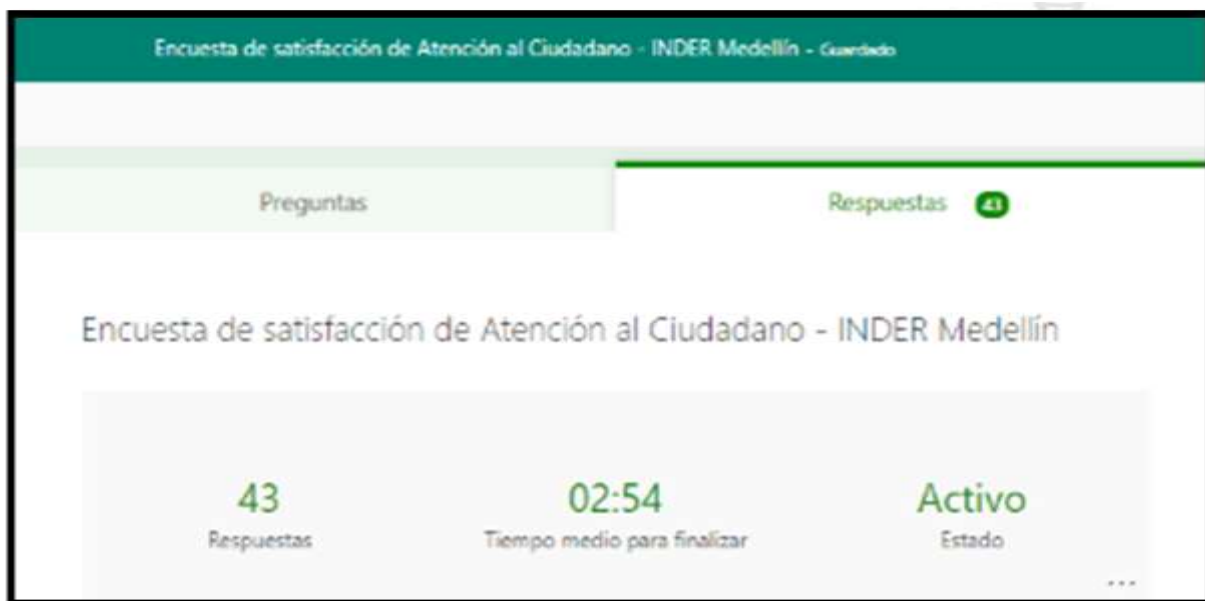 Encuesta de satisfacción de Atención al Ciudadano - INDER Medellín - Guardado
Preguntas
Respuestas 43
Encuesta de satisfacción de Atención al Ciudadano - INDER Medellín
43
Respuestas
02:54
Tiempo medio para finalizar
Activo
Estado
...